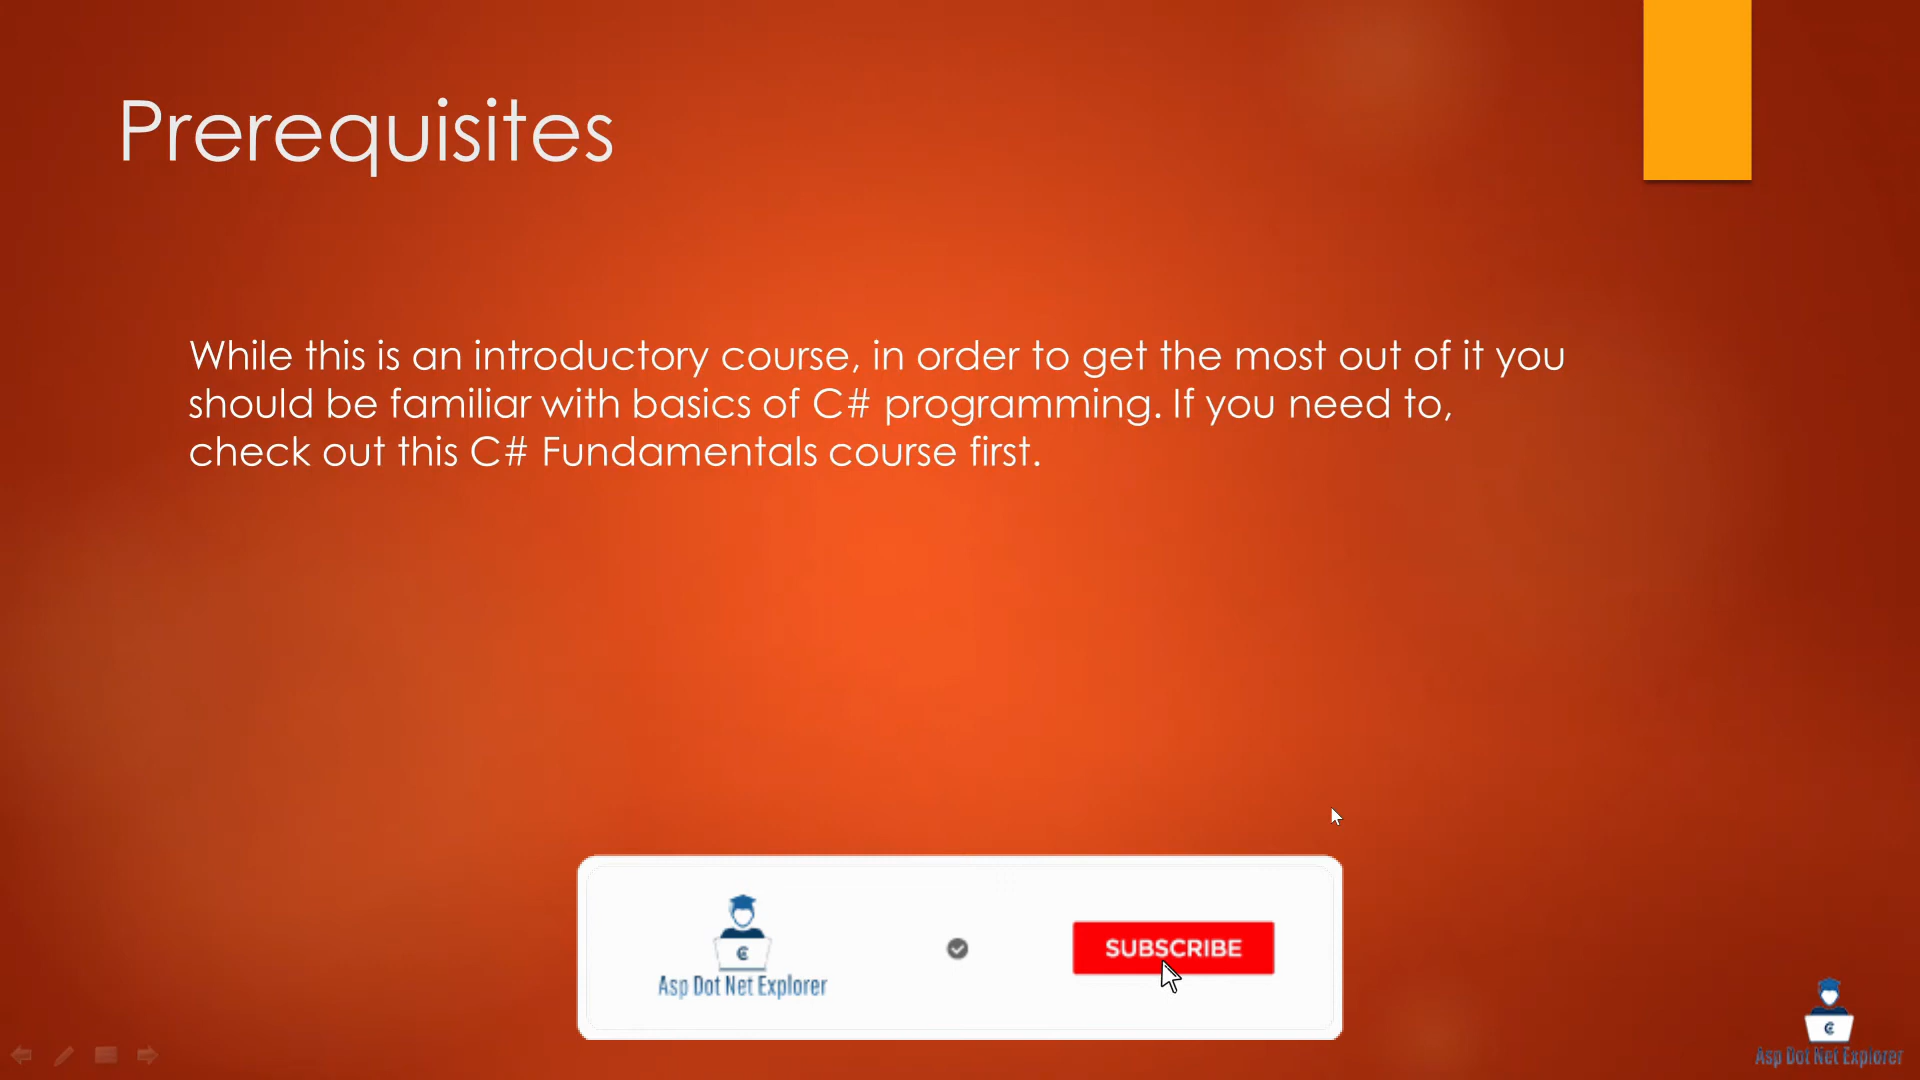 Prerequisites
While this is an introductory course, in order to get the most out of it you
should be familiar with basics of C# programming. If you need to,
check out this C# Fundamentals course first.
SUBSCRIBE
Asp Dot Net Explorer
Asp Dot Net Explorer